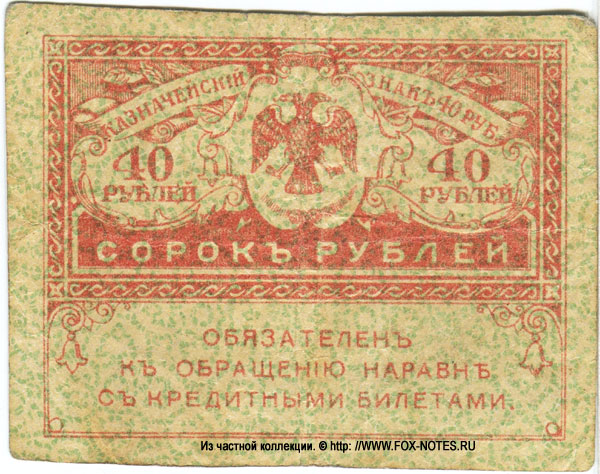 КАЗНАЧЕЙСКІЙ ЗНАКЪ 40 РУБ.
40 РУБЛЕЙ
40 РУБЛЕЙ
СОРОКЪ РУБЛЕЙ
ОБЯЗАТЕЛЕНЪ
КЪ ОБРАЩЕНІЮ НАРАВНѢ
СЪ КРЕДИТНЫМИ БИЛЕТАМИ.
Из частной коллекции. © http: //WWW.FOX-NOTES.RU